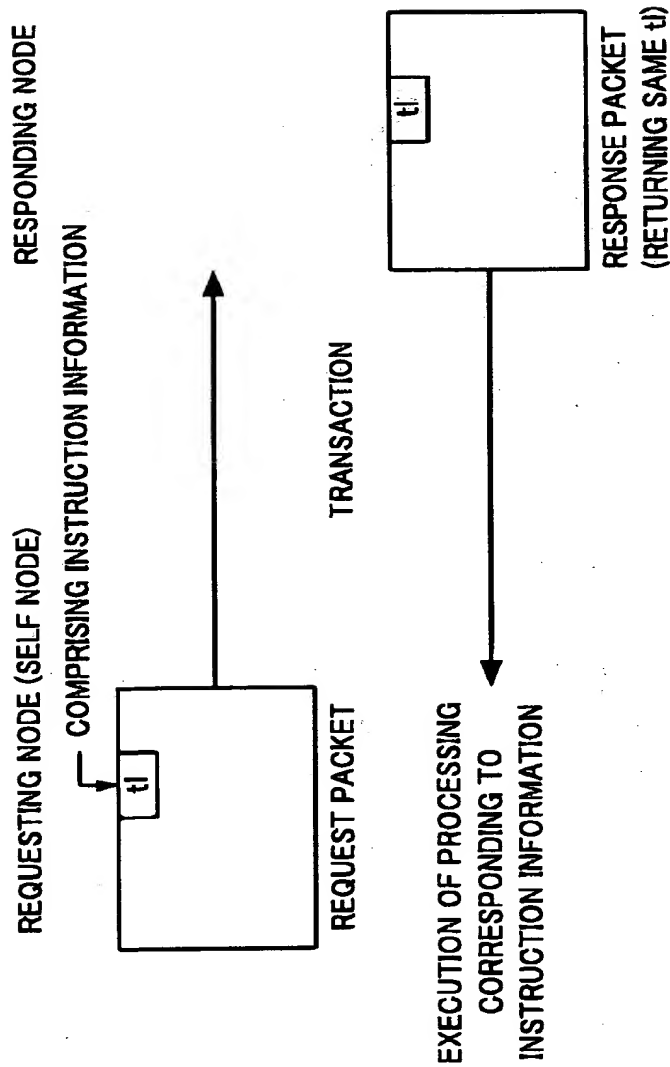 REQUESTING NODE (SELF NODE)
RESPONDING NODE
COMPRISING INSTRUCTION INFORMATION
tl
REQUEST PACKET
TRANSACTION
tl
EXECUTION OF PROCESSING
CORRESPONDING TO
INSTRUCTION INFORMATION
RESPONSE PACKET
(RETURNING SAME tl)